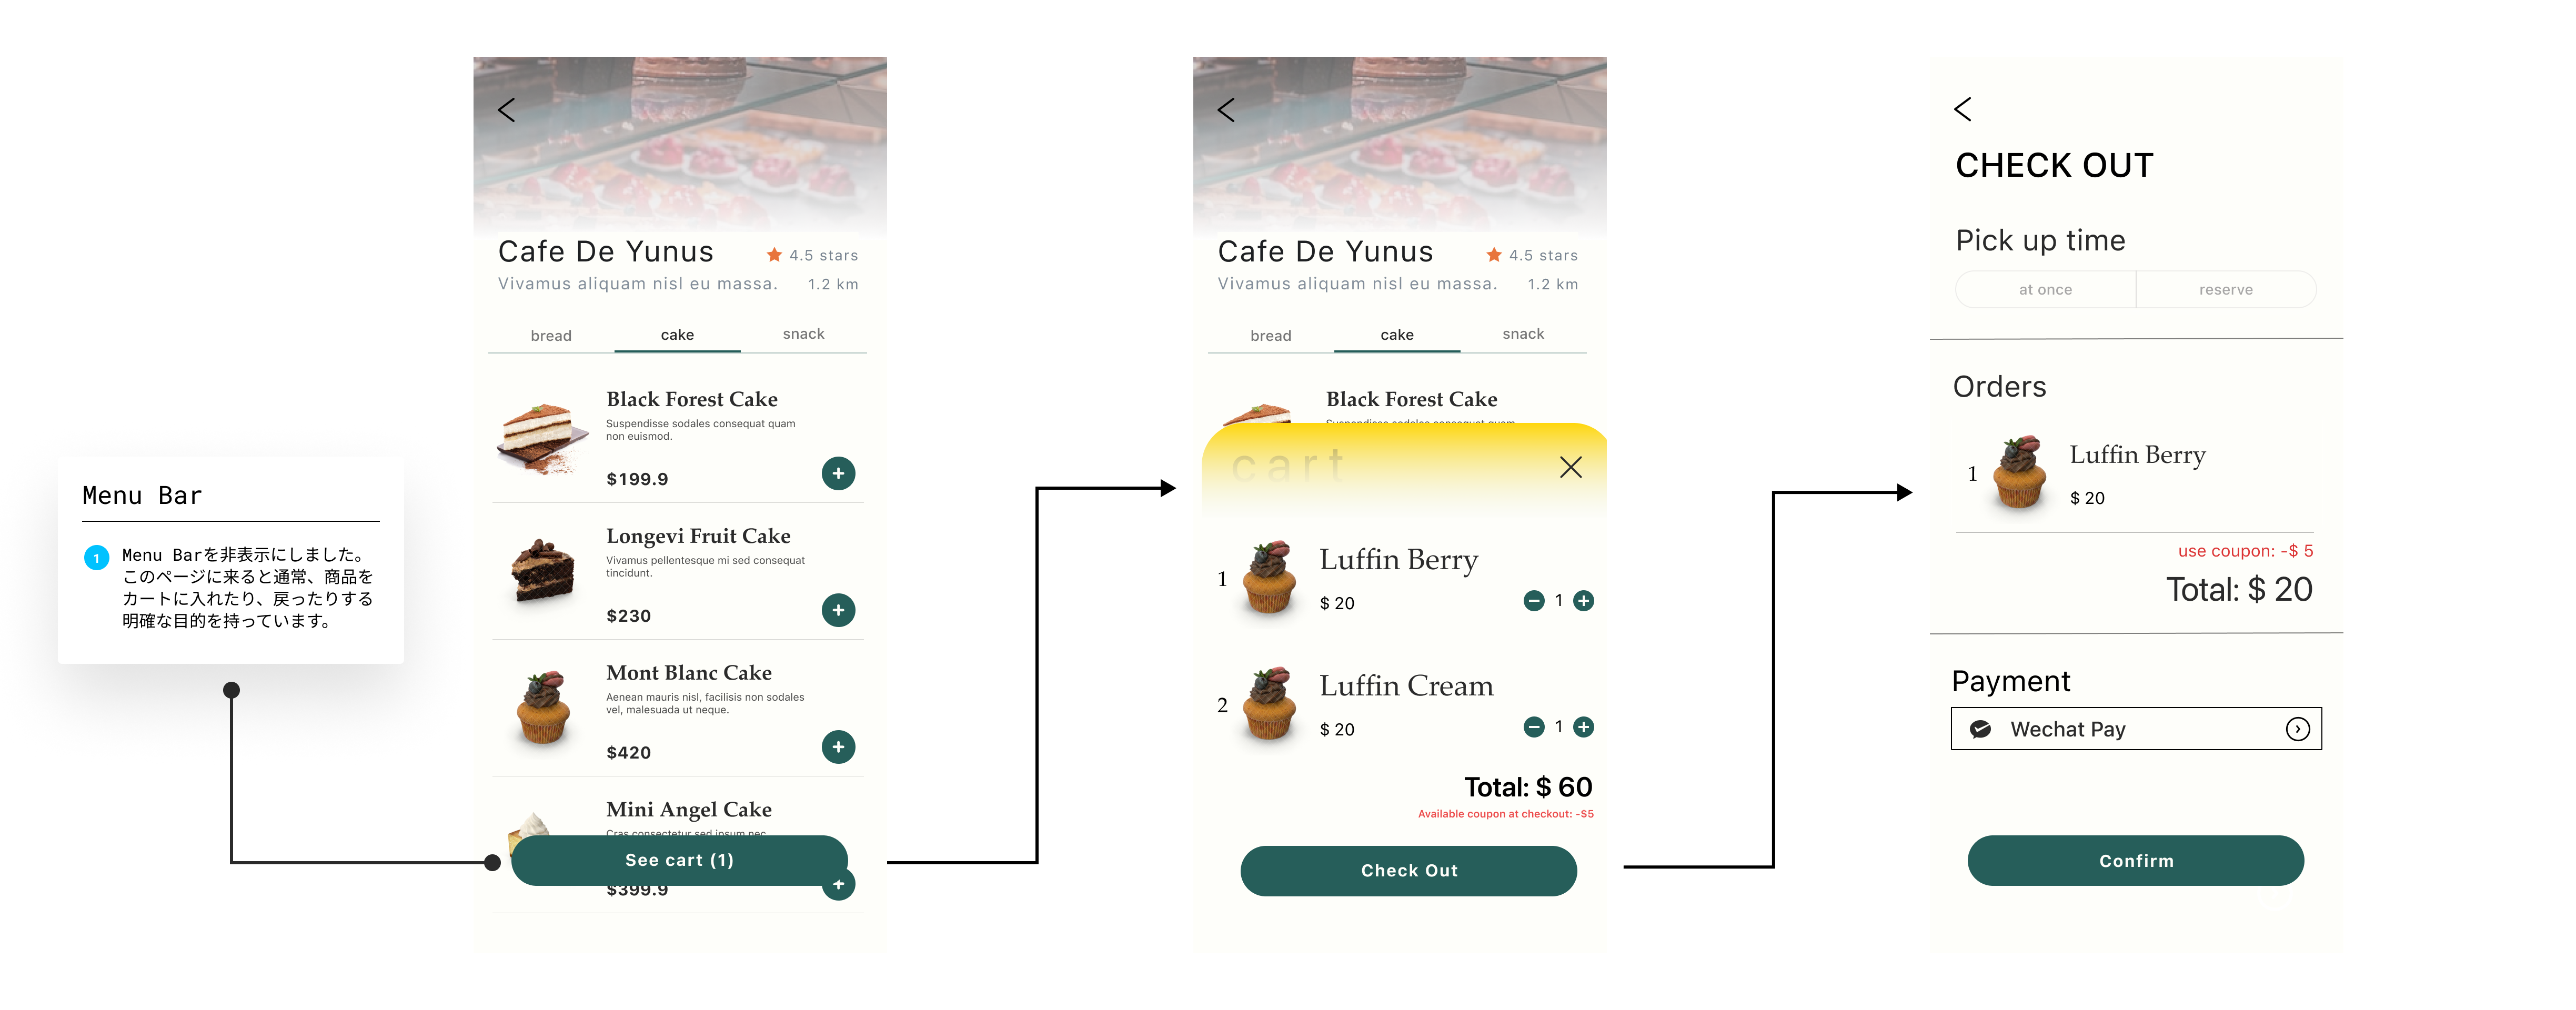 Menu Bar
1
Menu Barを非表示にしました。
このページに来ると通常、商品を
カートに入れたり、戻ったりする
明確な目的を持っています。
Cafe De Yunus
4.5 stars
Vivamus aliquam nisl eu massa.
1.2 km
bread
cake
snack
Black Forest Cake
Suspendisse sodales consequat quam
non euismod.
$199.9
Longevi Fruit Cake
Vivamus pellentesque mi sed consequat
tincidunt.
$230
Mont Blanc Cake
Aenean mauris nisl, facilisis non sodales
vel, malesuada ut neque.
$420
Mini Angel Cake
Cras consectetur sed ipsum nec
See cart (1)
$399.9
Cafe De Yunus
4.5 stars
Vivamus aliquam nisl eu massa.
1.2 km
bread
cake
snack
Black Forest Cake
Suspendisse sodales consequat quam
cart
1
Luffin Berry
$ 20
1
2
Luffin Cream
$ 20
1
Total: $ 60
Available coupon at checkout: -$5
Check Out
CHECK OUT
Pick up time
at once
reserve
Orders
1
Luffin Berry
$ 20
use coupon: -$ 5
Total: $ 20
Payment
Wechat Pay
Confirm